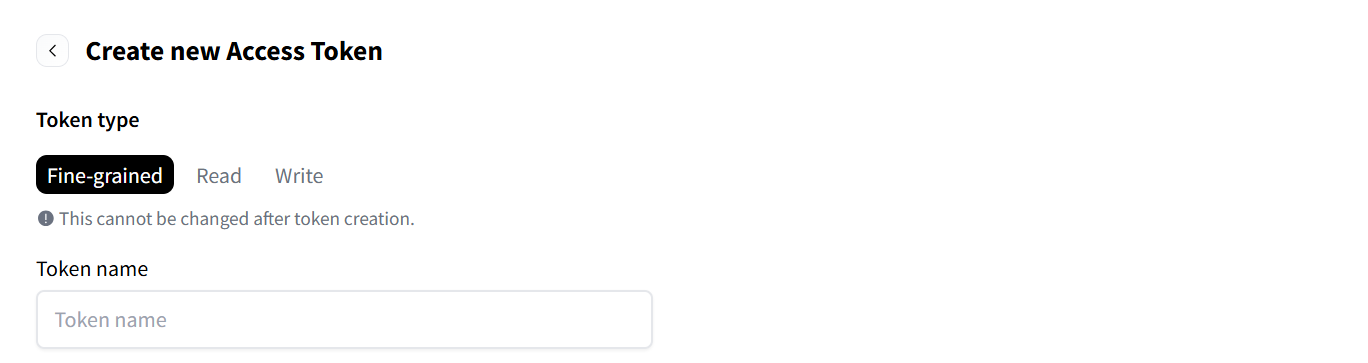 Create new Access Token
Token type
Fine-grained Read Write
This cannot be changed after token creation.
Token name
Token name